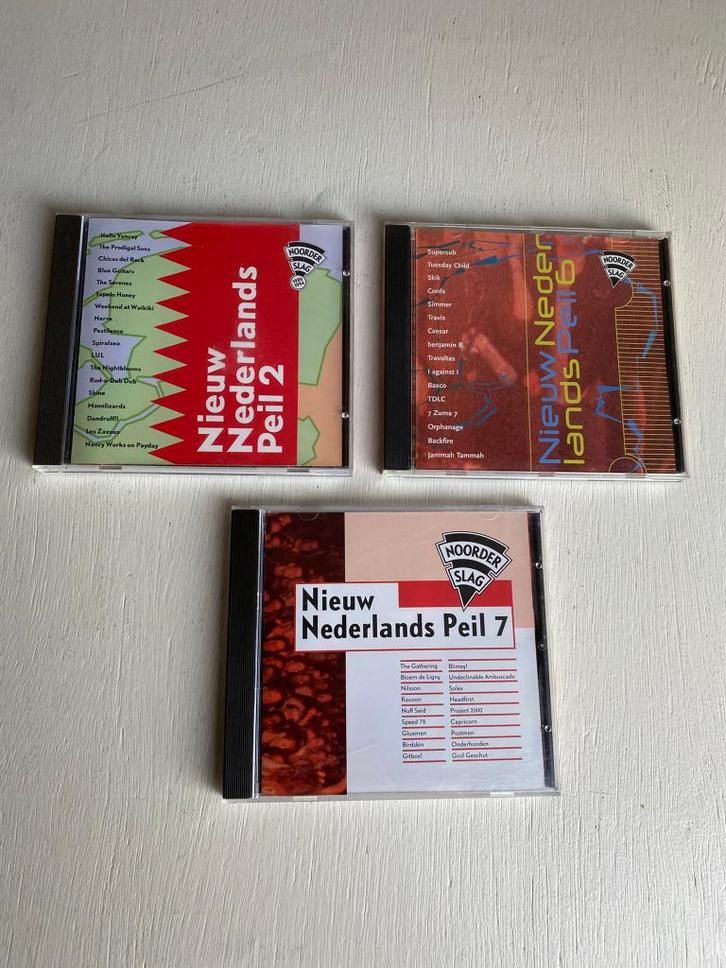 Hallo Venray
The Prodigal Sons
Chicas del Rock
Blue Guitars
The Serenes
Tupelo Honey
Weekend at Waikiki
Nerve
Pestilence
Spiralsea
LUL
The Nightblooms
Rub-a-Dub Dub
Shine
Moonlizards
Dandruff!!
Les Zazous
Nancy Works on Payday
Nieuw
Nederlands
Peil 2
NOORDER
SLAG
Supersub
Tuesday Child
Skik
Cords
Simmer
Travis
Caesar
benjamin B.
Travoltas
I against I
Basco
TDLC
7 Zuma 7
Orphanage
Backfire
Jammah Tammah
Nieuw Neder
lands Peil 6
NOORDER
SLAG
NOORDER
SLAG
Nieuw
Nederlands Peil 7
The Gathering
Bloem de Ligny
Nilsson
Racoon
Nuff Said
Speed 78
Gluemen
Birdskin
Gitbox!
Blimey!
Undeclinable Ambuscade
Solex
Headfirst
Project 2000
Capricorn
Postmen
Onderhonden
Grof Geschut